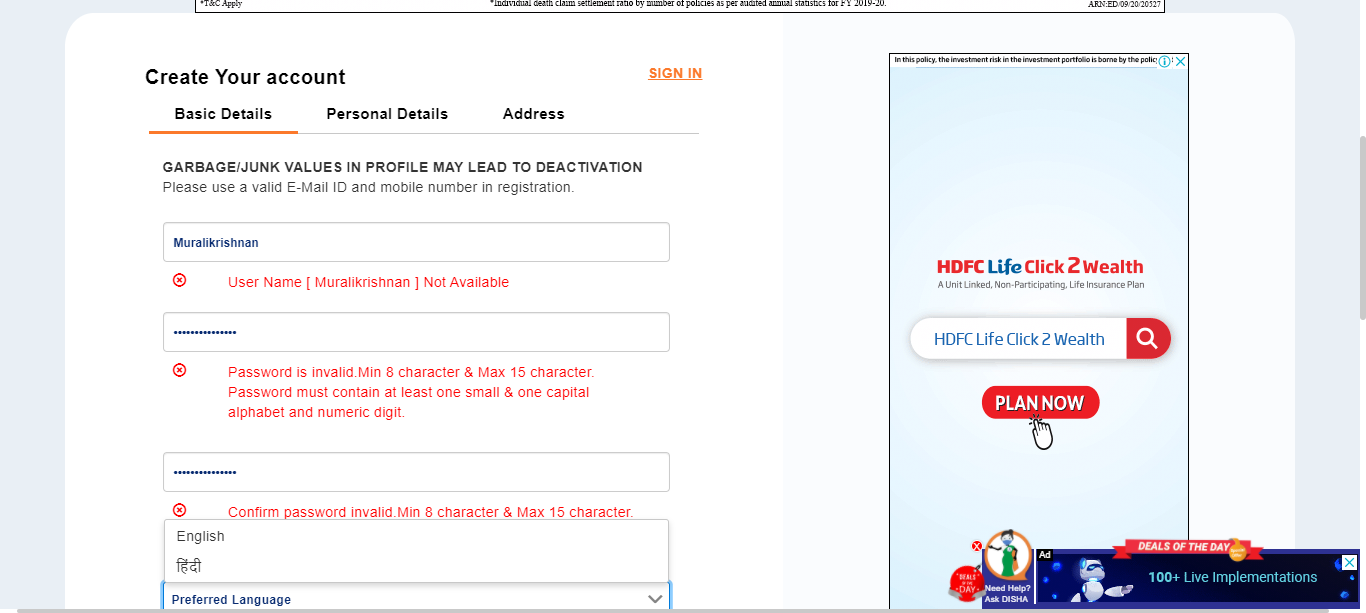 *T&C Apply
*Individual death claim settlement ratio by number of policies as per audited annual statistics for FY 2019-20.
ARN:ED/09/20/20527
Create Your account
SIGN IN
Basic Details
Personal Details
Address
GARBAGE/JUNK VALUES IN PROFILE MAY LEAD TO DEACTIVATION
Please use a valid E-Mail ID and mobile number in registration.
Muralikrishnan
User Name [ Muralikrishnan ] Not Available
•••••••••••••••
Password is invalid.Min 8 character & Max 15 character.
Password must contain at least one small & one capital
alphabet and numeric digit.
•••••••••••••••
Confirm password invalid.Min 8 character & Max 15 character.
English
हिंदी
Preferred Language
In this policy, the investment risk in the investment portfolio is borne by the
HDFC Life Click 2 Wealth
A Unit Linked, Non-Participating, Life Insurance Plan
HDFC Life Click 2 Wealth
PLAN NOW
DEALS OF THE DAY
Need Help?
Ask DISHA
Ad
DEALS OF THE DAY
100+ Live Implementations